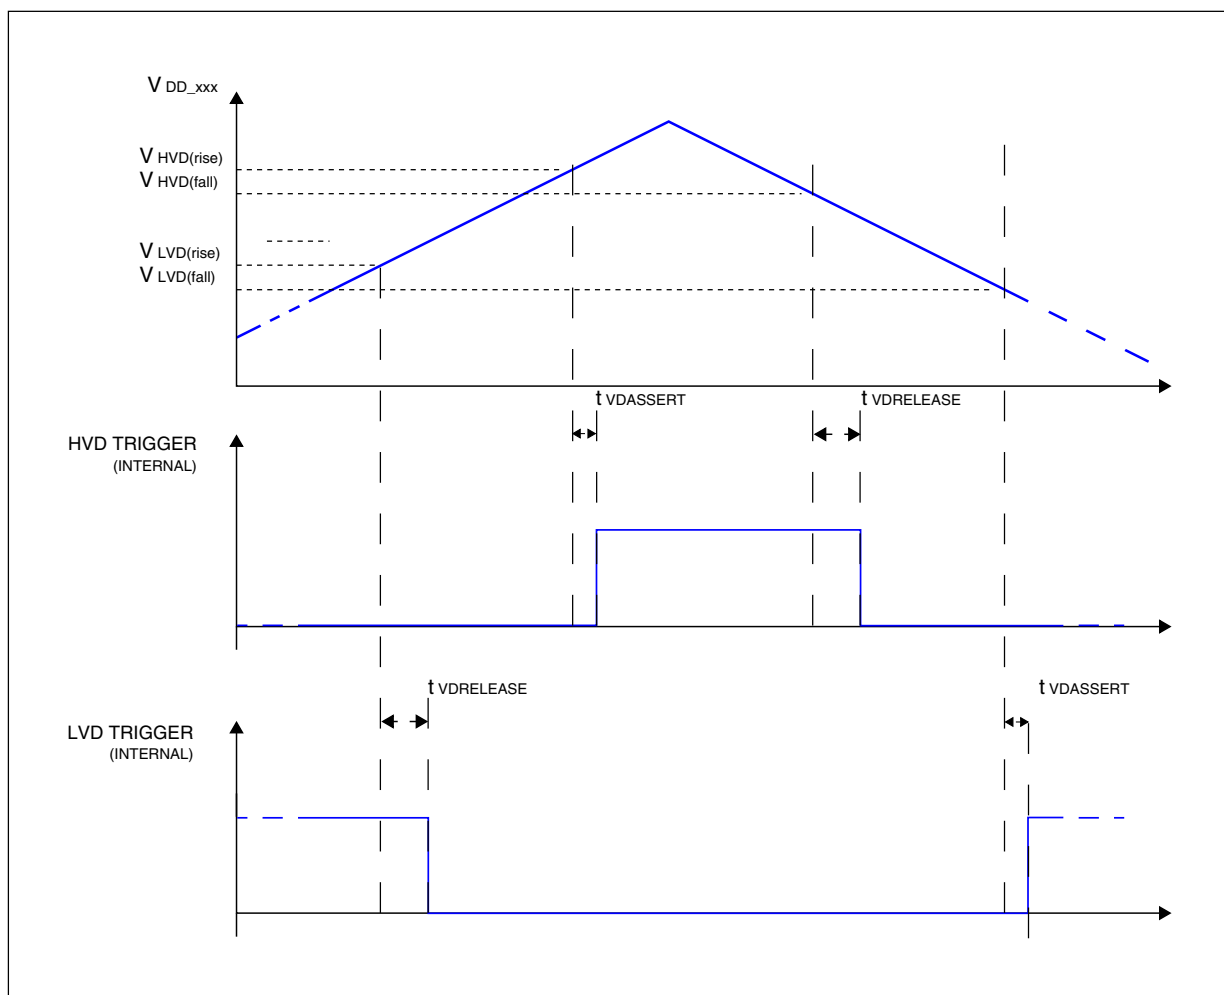 V DD_xxx
V HVD(rise)
V HVD(fall)
V LVD(rise)
V LVD(fall)
t VDASSERT
t VDRELEASE
HVD TRIGGER
(INTERNAL)
t VDRELEASE
t VDASSERT
LVD TRIGGER
(INTERNAL)